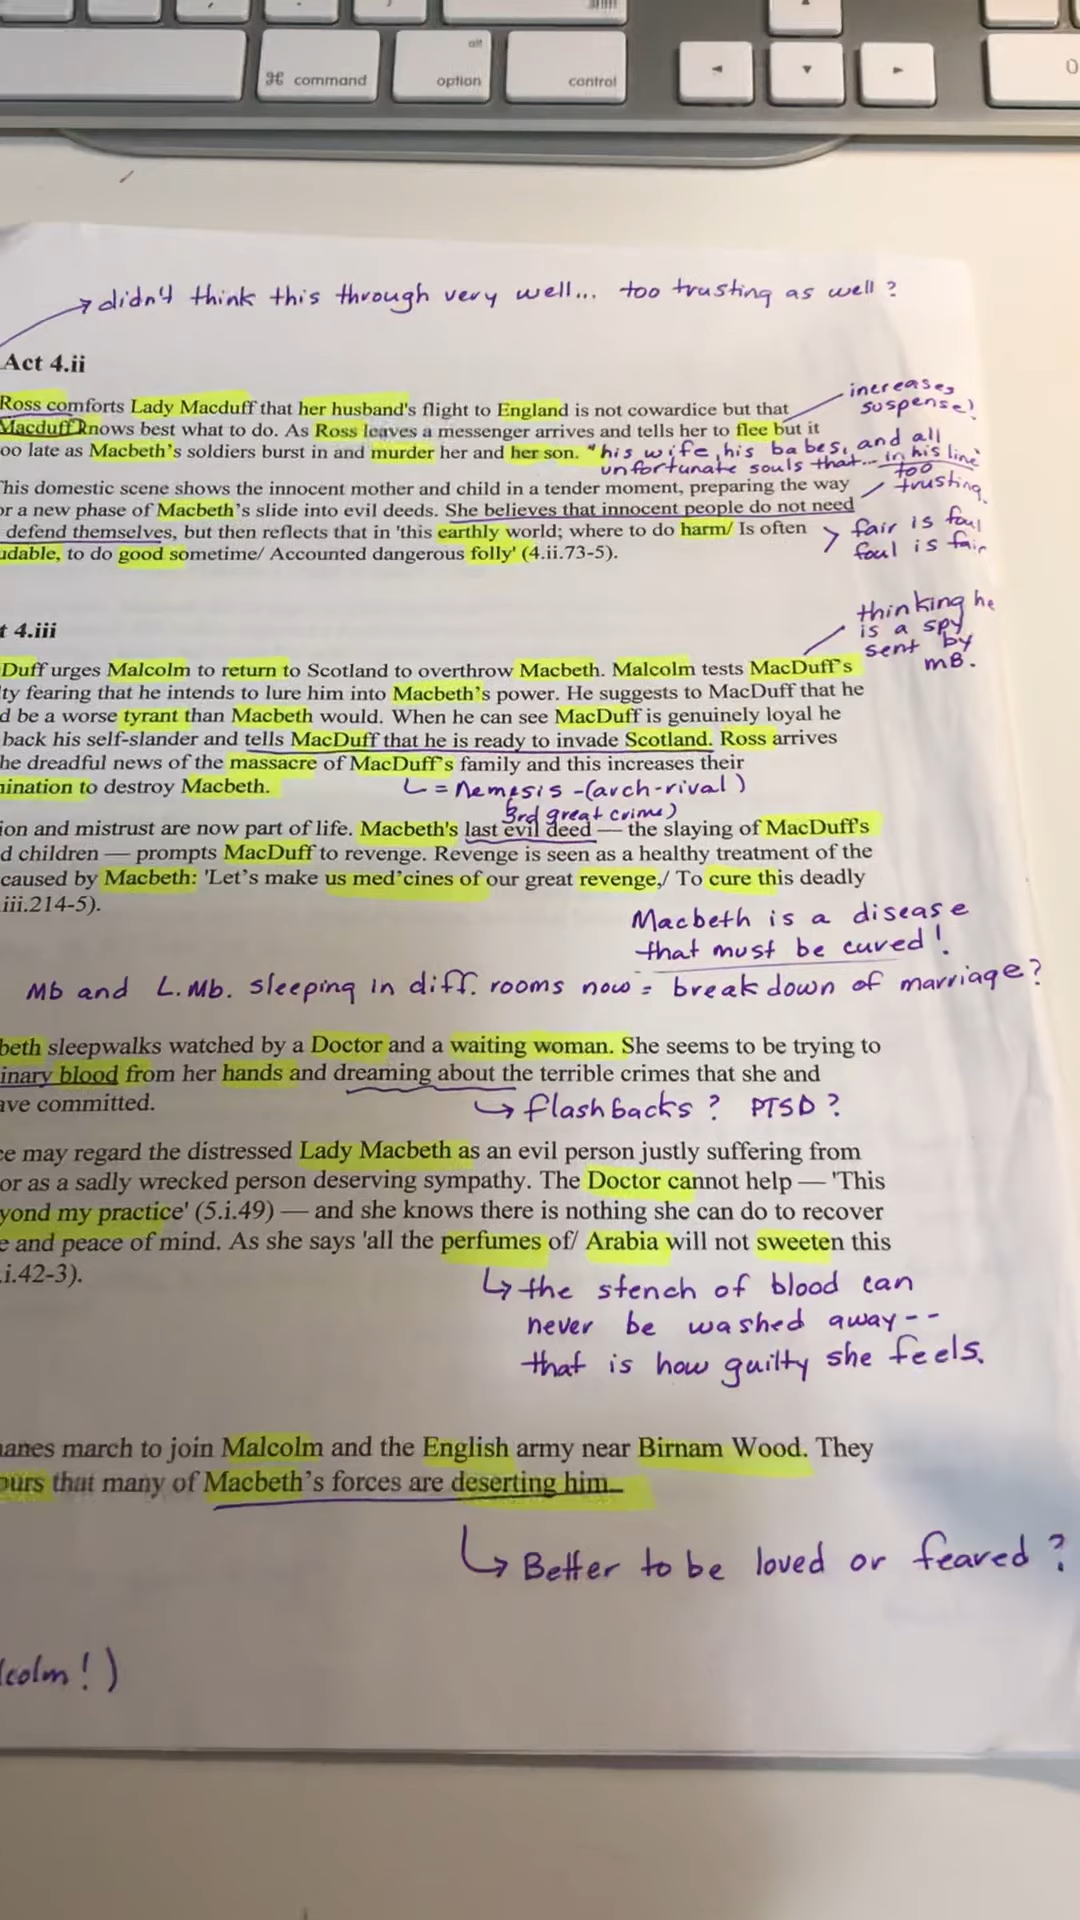 ⌘ command
alt
option
control
0
didn't think this through very well... too trusting as well?
Act 4.ii
increases
suspense!
Ross comforts Lady Macduff that her husband's flight to England is not cowardice but that
Macduff knows best what to do. As Ross leaves a messenger arrives and tells her to flee but it
oo late as Macbeth's soldiers burst in and murder her and her son.
"his wife, his babes, and all
unfortunate souls that... in his line
too
trusting.
his domestic scene shows the innocent mother and child in a tender moment, preparing the way
or a new phase of Macbeth's slide into evil deeds. She believes that innocent people do not need
defend themselves, but then reflects that in 'this earthly world; where to do harm/ Is often
udable, to do good sometime/ Accounted dangerous folly' (4.ii.73-5).
fair is foul
foul is fair
thinking he
is a spy
sent by
mB.
t 4.iii
Duff urges Malcolm to return to Scotland to overthrow Macbeth. Malcolm tests MacDuff's
ty fearing that he intends to lure him into Macbeth's power. He suggests to MacDuff that he
d be a worse tyrant than Macbeth would. When he can see MacDuff is genuinely loyal he
back his self-slander and tells MacDuff that he is ready to invade Scotland. Ross arrives
he dreadful news of the massacre of MacDuff's family and this increases their
ination to destroy Macbeth.
= nemesis -(arch-rival)
3rd great crime)
ion and mistrust are now part of life. Macbeth's last evil deed — the slaying of MacDuff's
d children — prompts MacDuff to revenge. Revenge is seen as a healthy treatment of the
caused by Macbeth: 'Let's make us med'cines of our great revenge,/ To cure this deadly
iii.214-5).
Macbeth is a disease
that must be cured!
Mb and L.Mb. sleeping in diff. rooms now = break down of marriage?
beth sleepwalks watched by a Doctor and a waiting woman. She seems to be trying to
inary blood from her hands and dreaming about the terrible crimes that she and
ave committed.
flashbacks? PTSD?
ce may regard the distressed Lady Macbeth as an evil person justly suffering from
or as a sadly wrecked person deserving sympathy. The Doctor cannot help — 'This
yond my practice' (5.i.49) — and she knows there is nothing she can do to recover
e and peace of mind. As she says 'all the perfumes of/ Arabia will not sweeten this
.i.42-3).
the stench of blood can
never be washed away--
that is how guilty she feels.
hanes march to join Malcolm and the English army near Birnam Wood. They
ours that many of Macbeth's forces are deserting him.
Better to be loved or feared?
lcolm!)